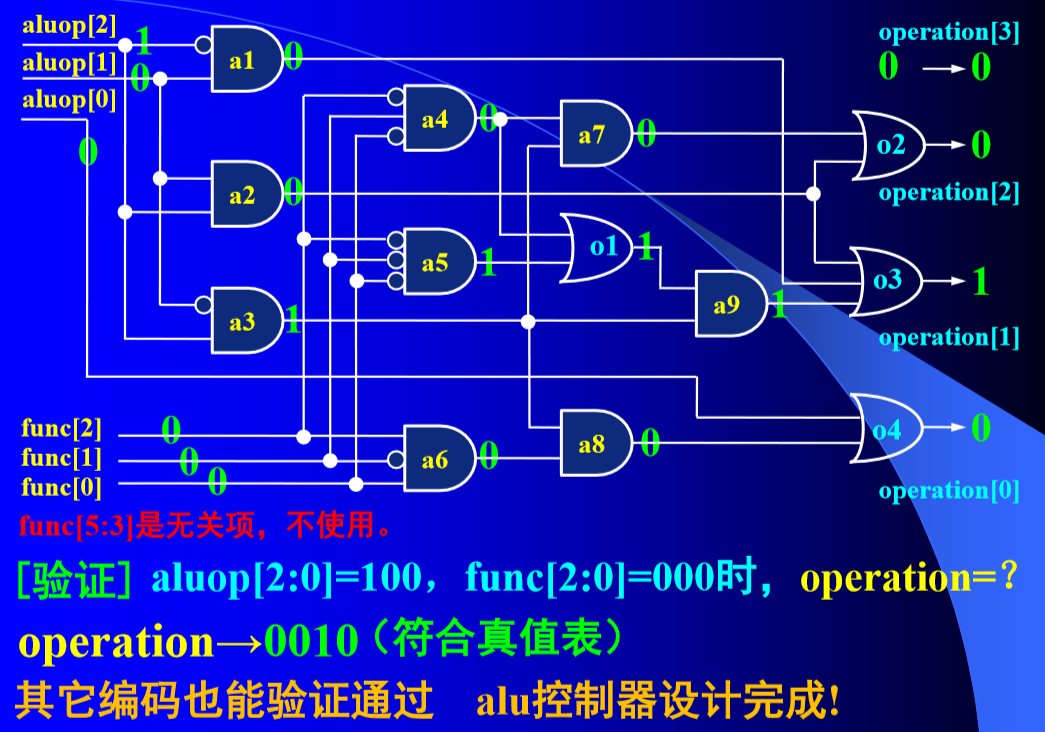 aluop[2]
1
aluop[1]
0
aluop[0]
0
a1
0
a2
0
a3
1
a4
0
a5
1
a6
0
a7
0
o1
1
a8
0
a9
1
operation[3]
0 → 0
o2
0
operation[2]
o3
1
operation[1]
o4
0
operation[0]
func[2]
0
func[1]
0
func[0]
0
func[5:3]是无关项，不使用。
[验证] aluop[2:0]=100，func[2:0]=000时，operation=？
operation→0010（符合真值表）
其它编码也能验证通过 alu控制器设计完成!